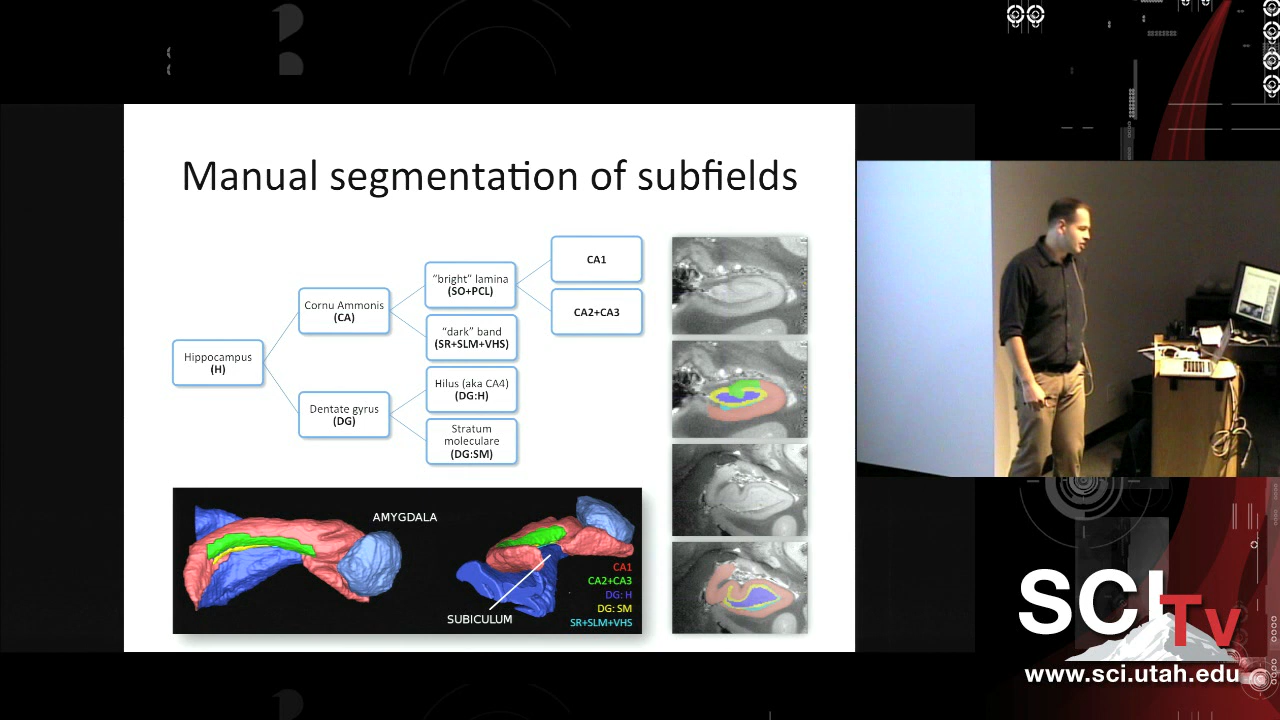 Manual segmentation of subfields
Hippocampus
(H)
Cornu Ammonis
(CA)
Dentate gyrus
(DG)
"bright" lamina
(SO+PCL)
"dark" band
(SR+SLM+VHS)
Hilus (aka CA4)
(DG:H)
Stratum
moleculare
(DG:SM)
CA1
CA2+CA3
AMYGDALA
SUBICULUM
CA1
CA2+CA3
DG: H
DG: SM
SR+SLM+VHS
SCI TV
www.sci.utah.edu